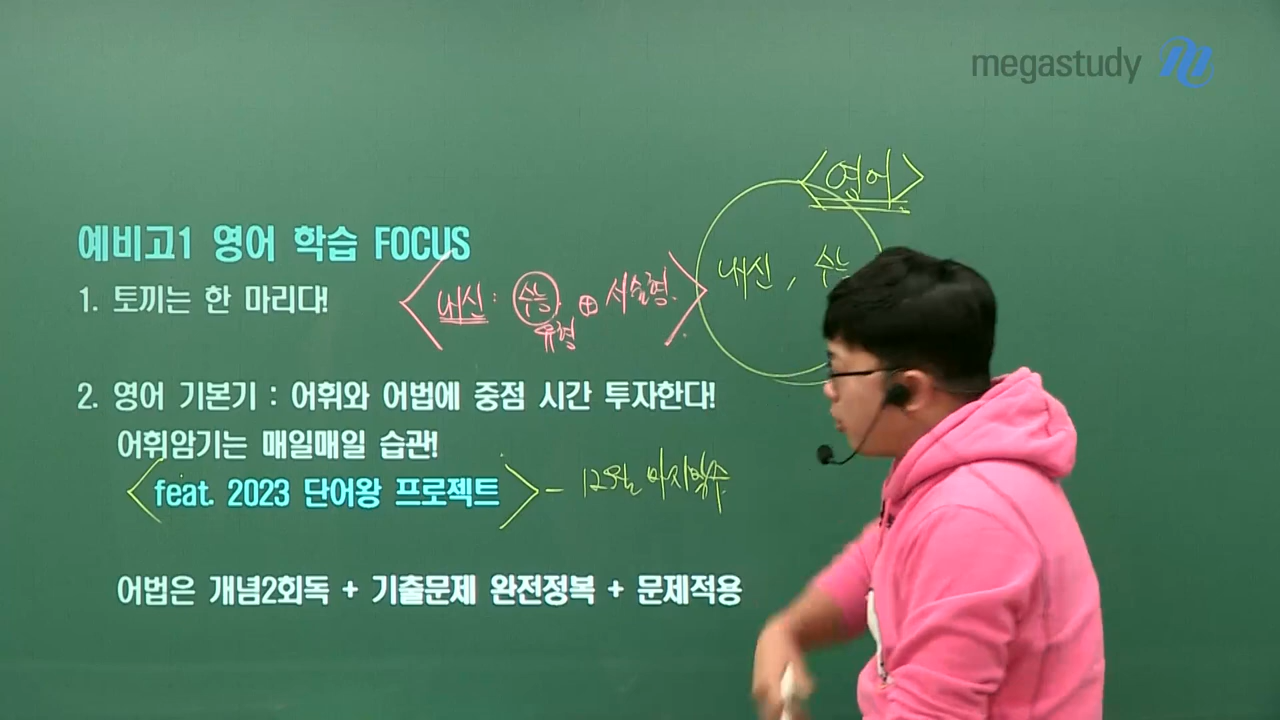 megastudy
<영어>
내신, 수능
예비고1 영어 학습 FOCUS
1. 토끼는 한 마리다!
<내신: 수능 유형 ⊕ 서술형.>
2. 영어 기본기 : 어휘와 어법에 중점 시간 투자한다!
어휘암기는 매일매일 습관!
<feat. 2023 단어왕 프로젝트> - 12월 마지막주
어법은 개념2회독 + 기출문제 완전정복 + 문제적용